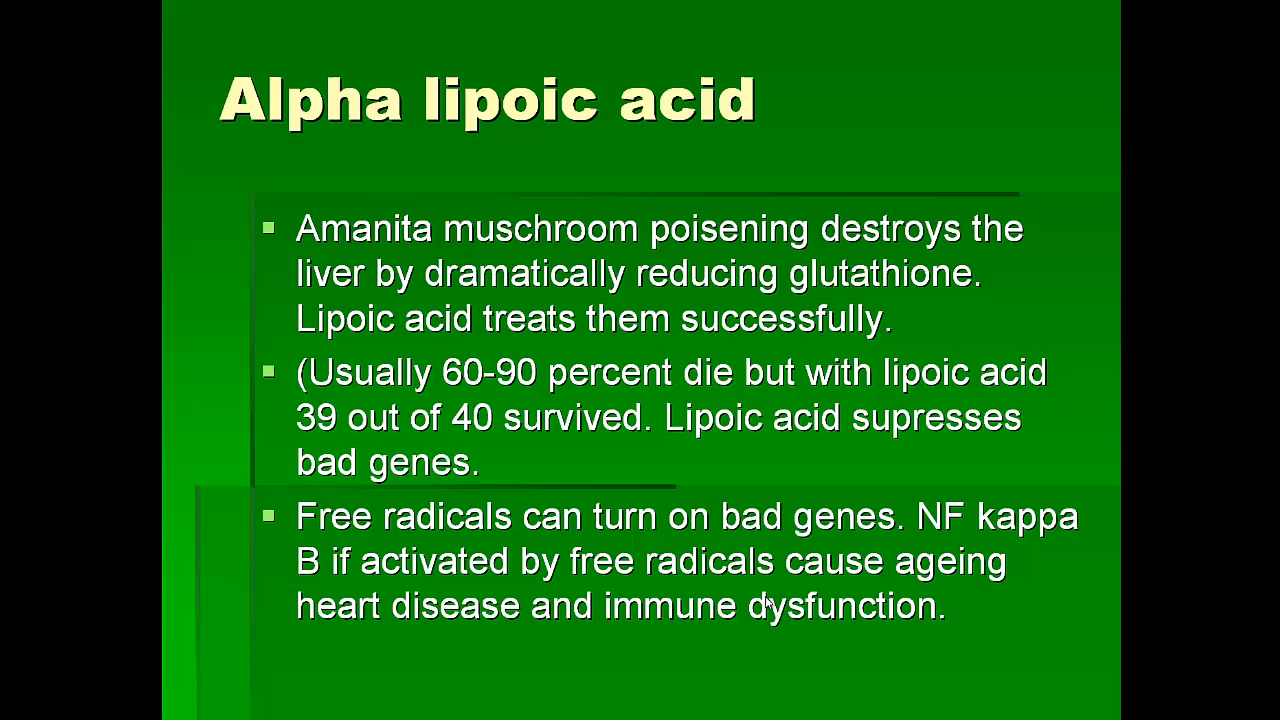 Alpha lipoic acid
Amanita muschroom poisening destroys the
liver by dramatically reducing glutathione.
Lipoic acid treats them successfully.
(Usually 60-90 percent die but with lipoic acid
39 out of 40 survived. Lipoic acid supresses
bad genes.
Free radicals can turn on bad genes. NF kappa
B if activated by free radicals cause ageing
heart disease and immune dysfunction.